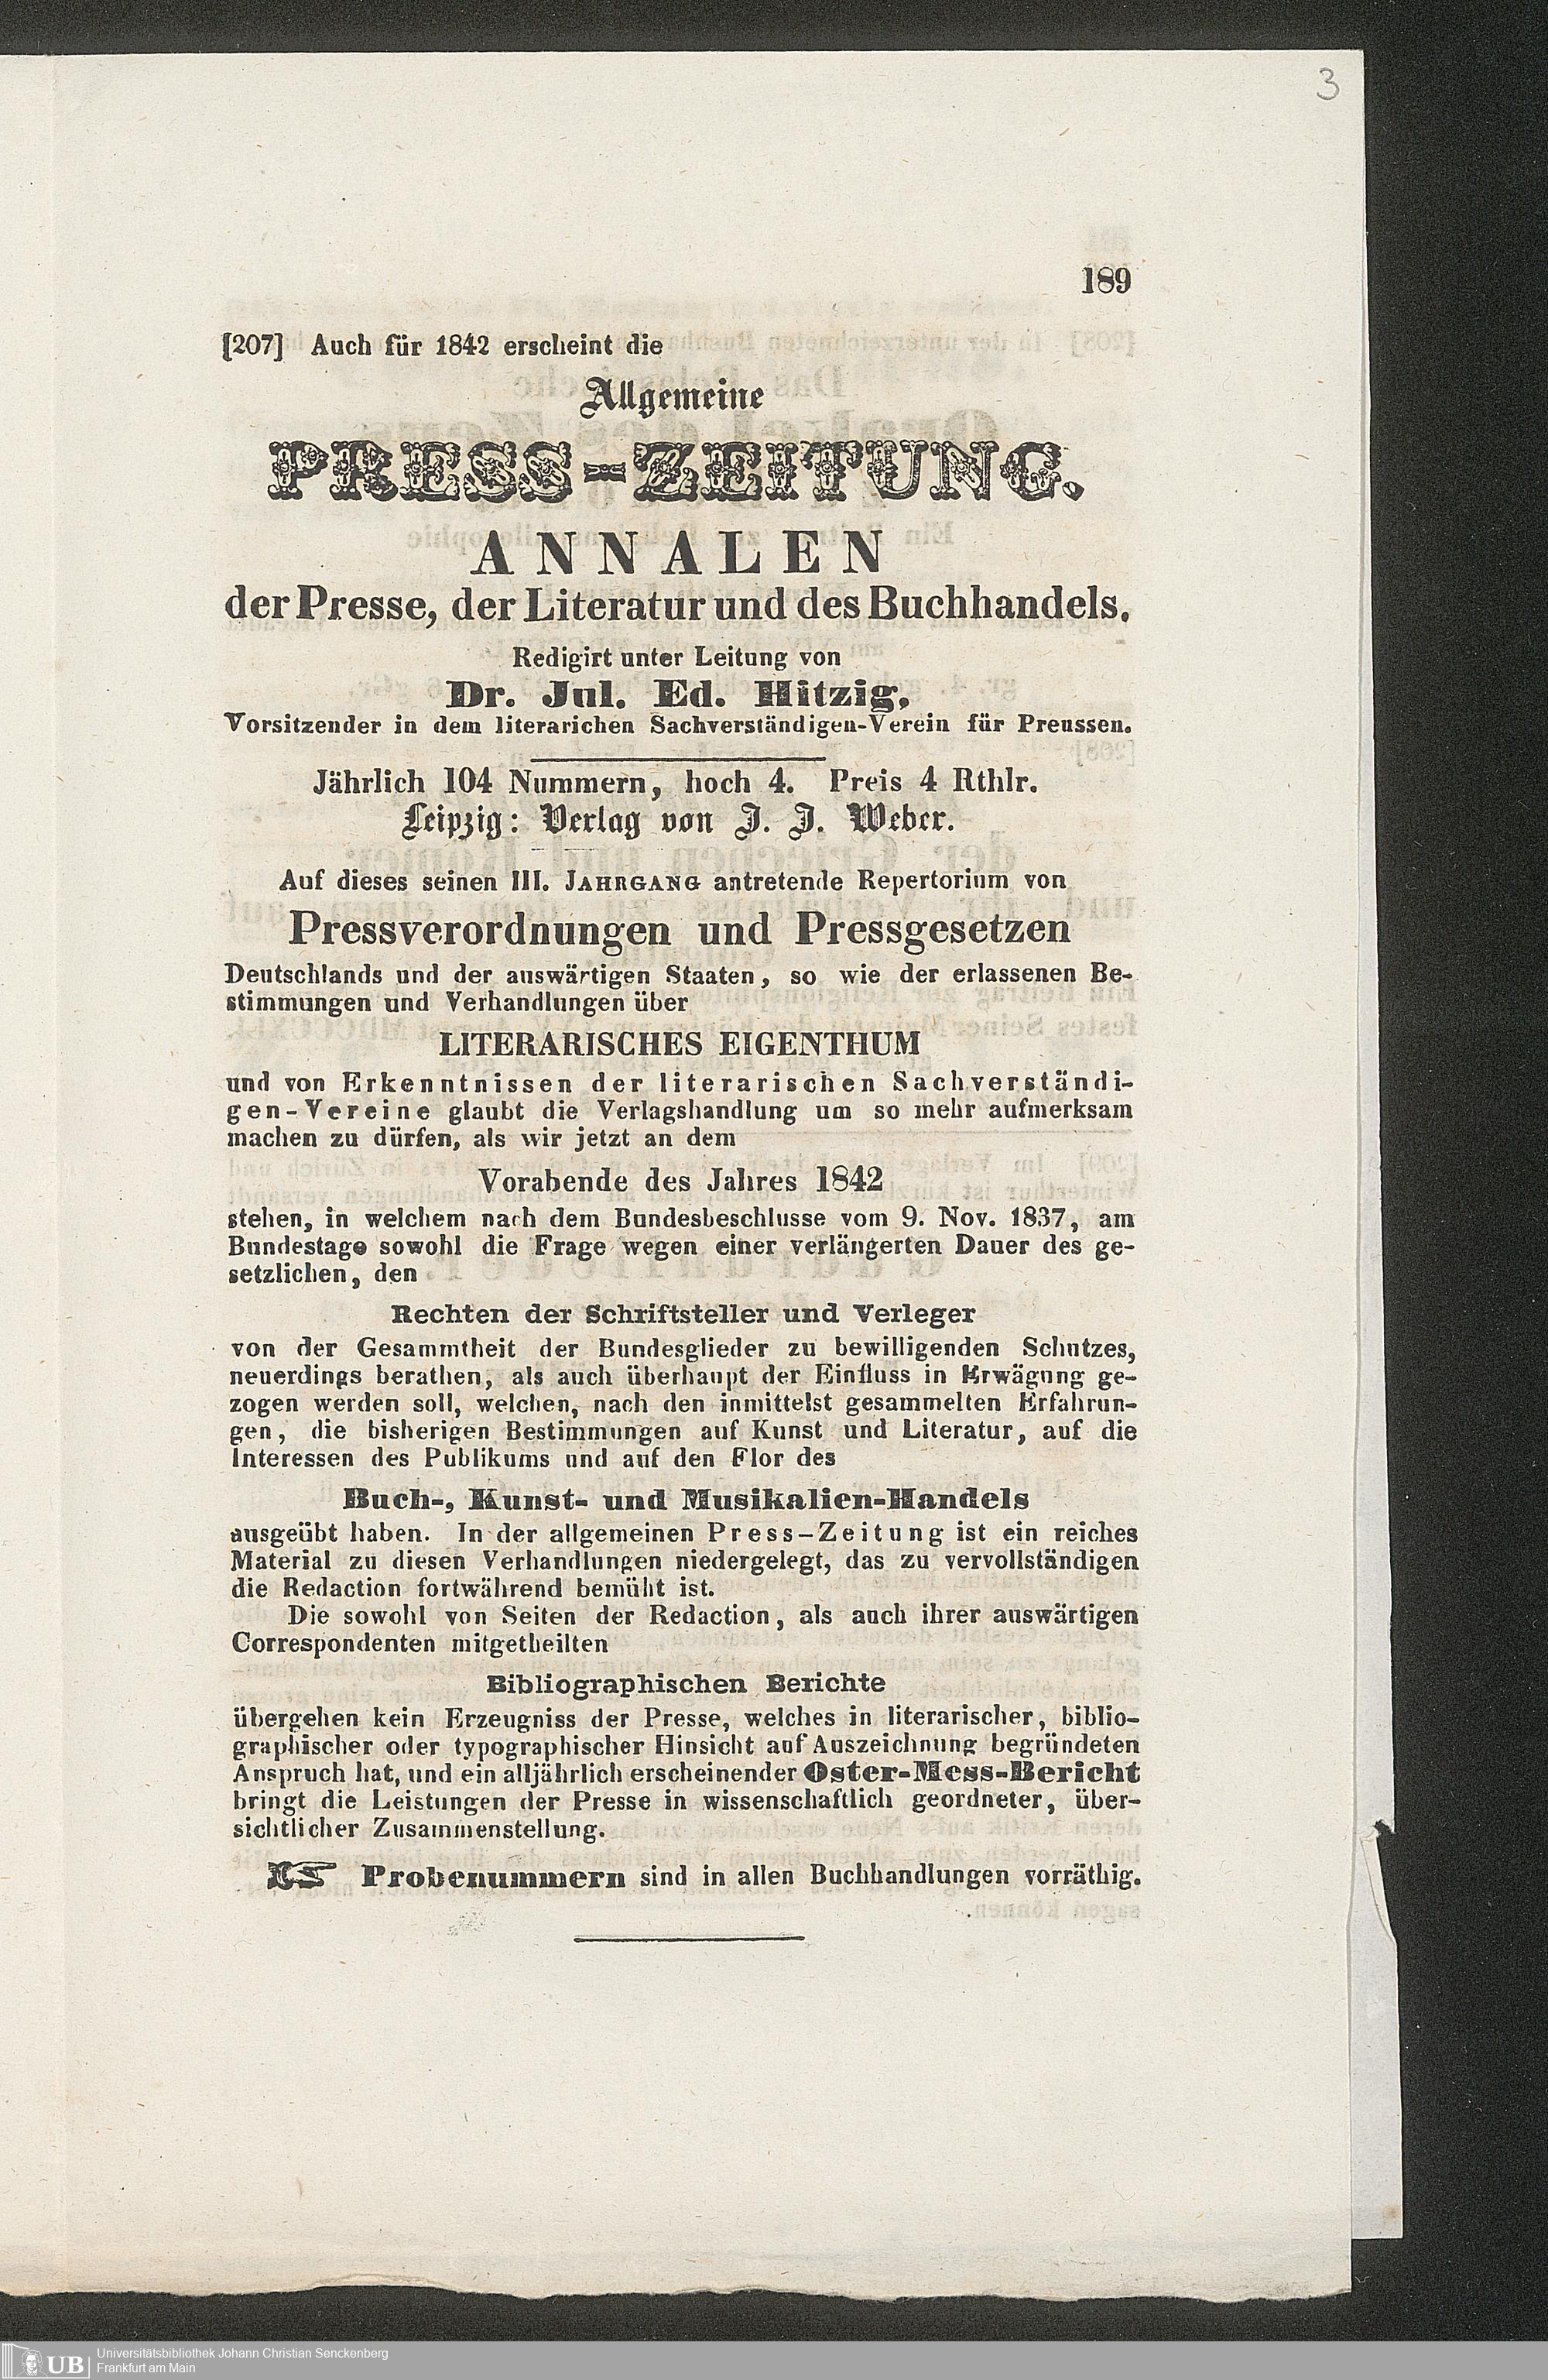 3
189
[207] Auch für 1842 erscheint die
Allgemeine
PRESS-ZEITUNG.
ANNALEN
der Presse, der Literatur und des Buchhandels.
Redigirt unter Leitung von
Dr. Jul. Ed. Hitzig,
Vorsitzender in dem literarichen Sachverständigen-Verein für Preussen.
Jährlich 104 Nummern, hoch 4. Preis 4 Rthlr.
Leipzig: Verlag von J. J. Weber.
Auf dieses seinen III. JAHRGANG antretende Repertorium von
Pressverordnungen und Pressgesetzen
Deutschlands und der auswärtigen Staaten, so wie der erlassenen Be-
stimmungen und Verhandlungen über
LITERARISCHES EIGENTHUM
und von Erkenntnissen der literarischen Sachverständi-
gen-Vereine glaubt die Verlagshandlung um so mehr aufmerksam
machen zu dürfen, als wir jetzt an dem
Vorabende des Jahres 1842
stehen, in welchem nach dem Bundesbeschlusse vom 9. Nov. 1837, am
Bundestage sowohl die Frage wegen einer verlängerten Dauer des ge-
setzlichen, den
Rechten der Schriftsteller und Verleger
von der Gesammtheit der Bundesglieder zu bewilligenden Schutzes,
neuerdings berathen, als auch überhaupt der Einfluss in Erwägung ge-
zogen werden soll, welchen, nach den inmittelst gesammelten Erfahrun-
gen, die bisherigen Bestimmungen auf Kunst und Literatur, auf die
Interessen des Publikums und auf den Flor des
Buch-, Kunst- und Musikalien-Handels
ausgeübt haben. In der allgemeinen Press-Zeitung ist ein reiches
Material zu diesen Verhandlungen niedergelegt, das zu vervollständigen
die Redaction fortwährend bemüht ist.
Die sowohl von Seiten der Redaction, als auch ihrer auswärtigen
Correspondenten mitgetheilten
Bibliographischen Berichte
übergehen kein Erzeugniss der Presse, welches in literarischer, biblio-
graphischer oder typographischer Hinsicht auf Auszeichnung begründeten
Anspruch hat, und ein alljährlich erscheinender Oster-Mess-Bericht
bringt die Leistungen der Presse in wissenschaftlich geordneter, über-
sichtlicher Zusammenstellung.
☞ Probenummern sind in allen Buchhandlungen vorräthig.
UB
Universitätsbibliothek Johann Christian Senckenberg
Frankfurt am Main